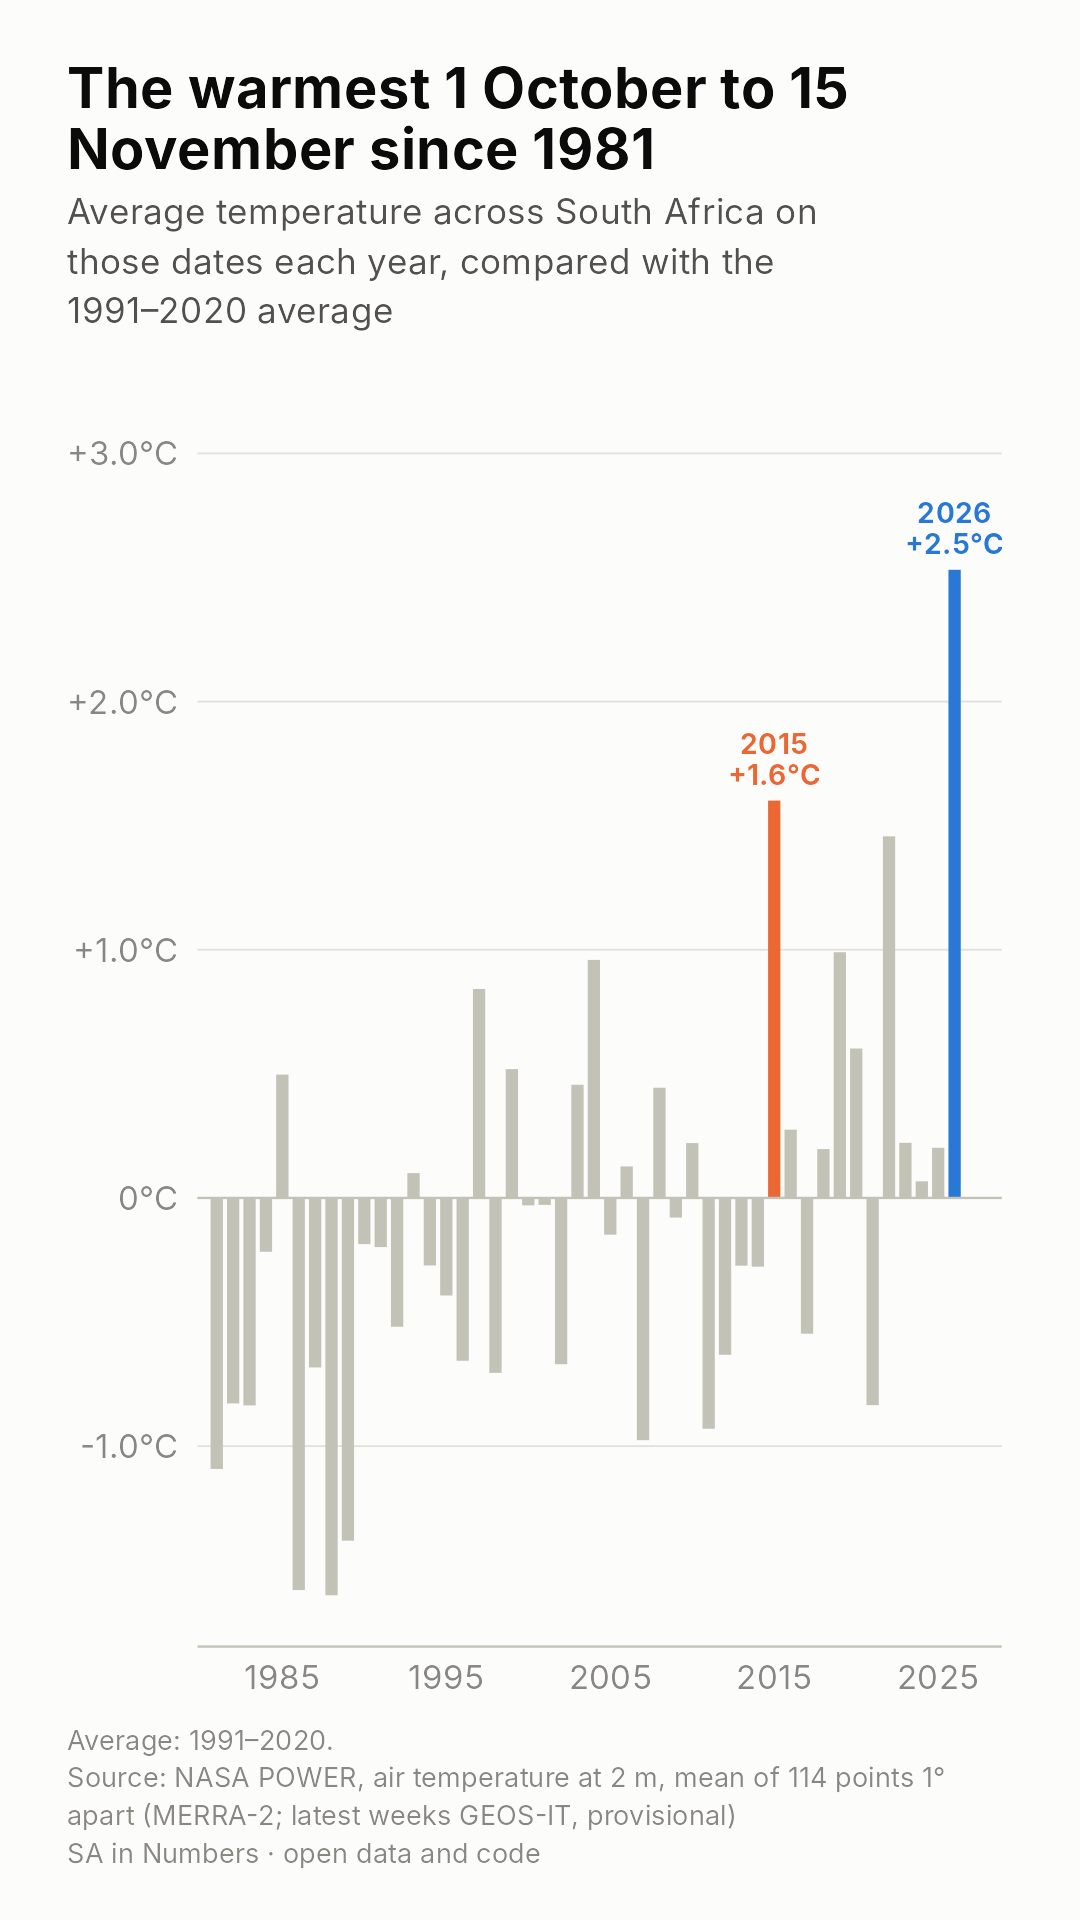 The warmest 1 October to 15
November since 1981
Average temperature across South Africa on
those dates each year, compared with the
1991–2020 average
+3.0°C
2026
+2.5°C
+2.0°C
2015
+1.6°C
+1.0°C
0°C
-1.0°C
1985
1995
2005
2015
2025
Average: 1991–2020.
Source: NASA POWER, air temperature at 2 m, mean of 114 points 1°
apart (MERRA-2; latest weeks GEOS-IT, provisional)
SA in Numbers · open data and code